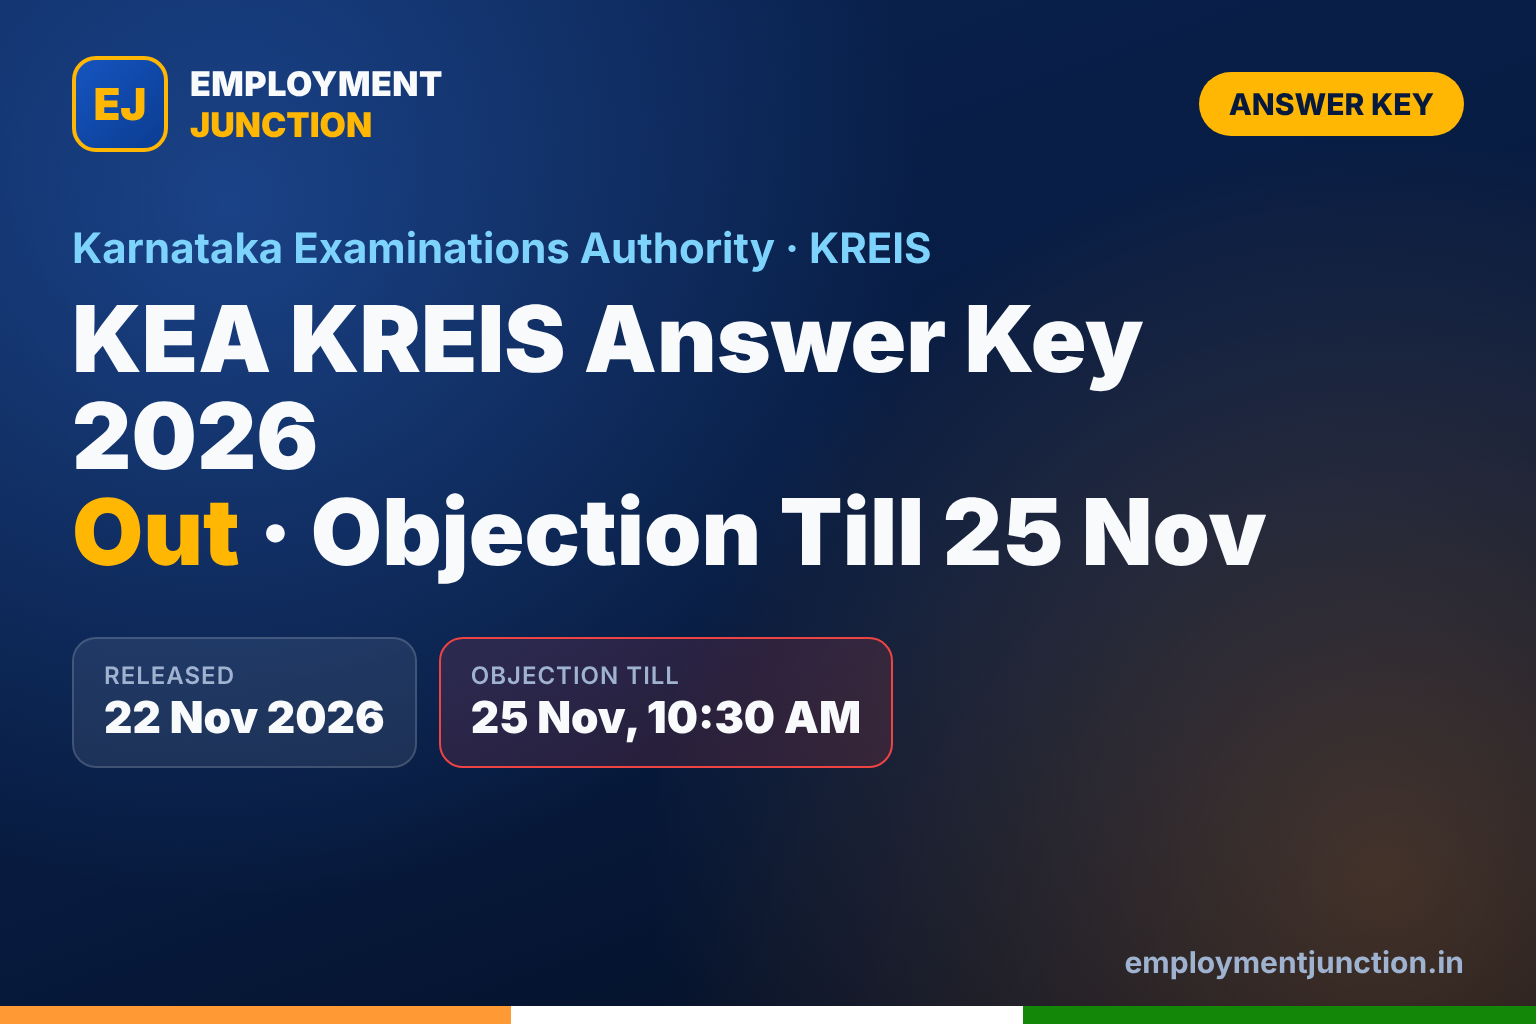 EJ
EMPLOYMENT
JUNCTION
ANSWER KEY
Karnataka Examinations Authority · KREIS
KEA KREIS Answer Key
2026
Out · Objection Till 25 Nov
RELEASED
22 Nov 2026
OBJECTION TILL
25 Nov, 10:30 AM
employmentjunction.in